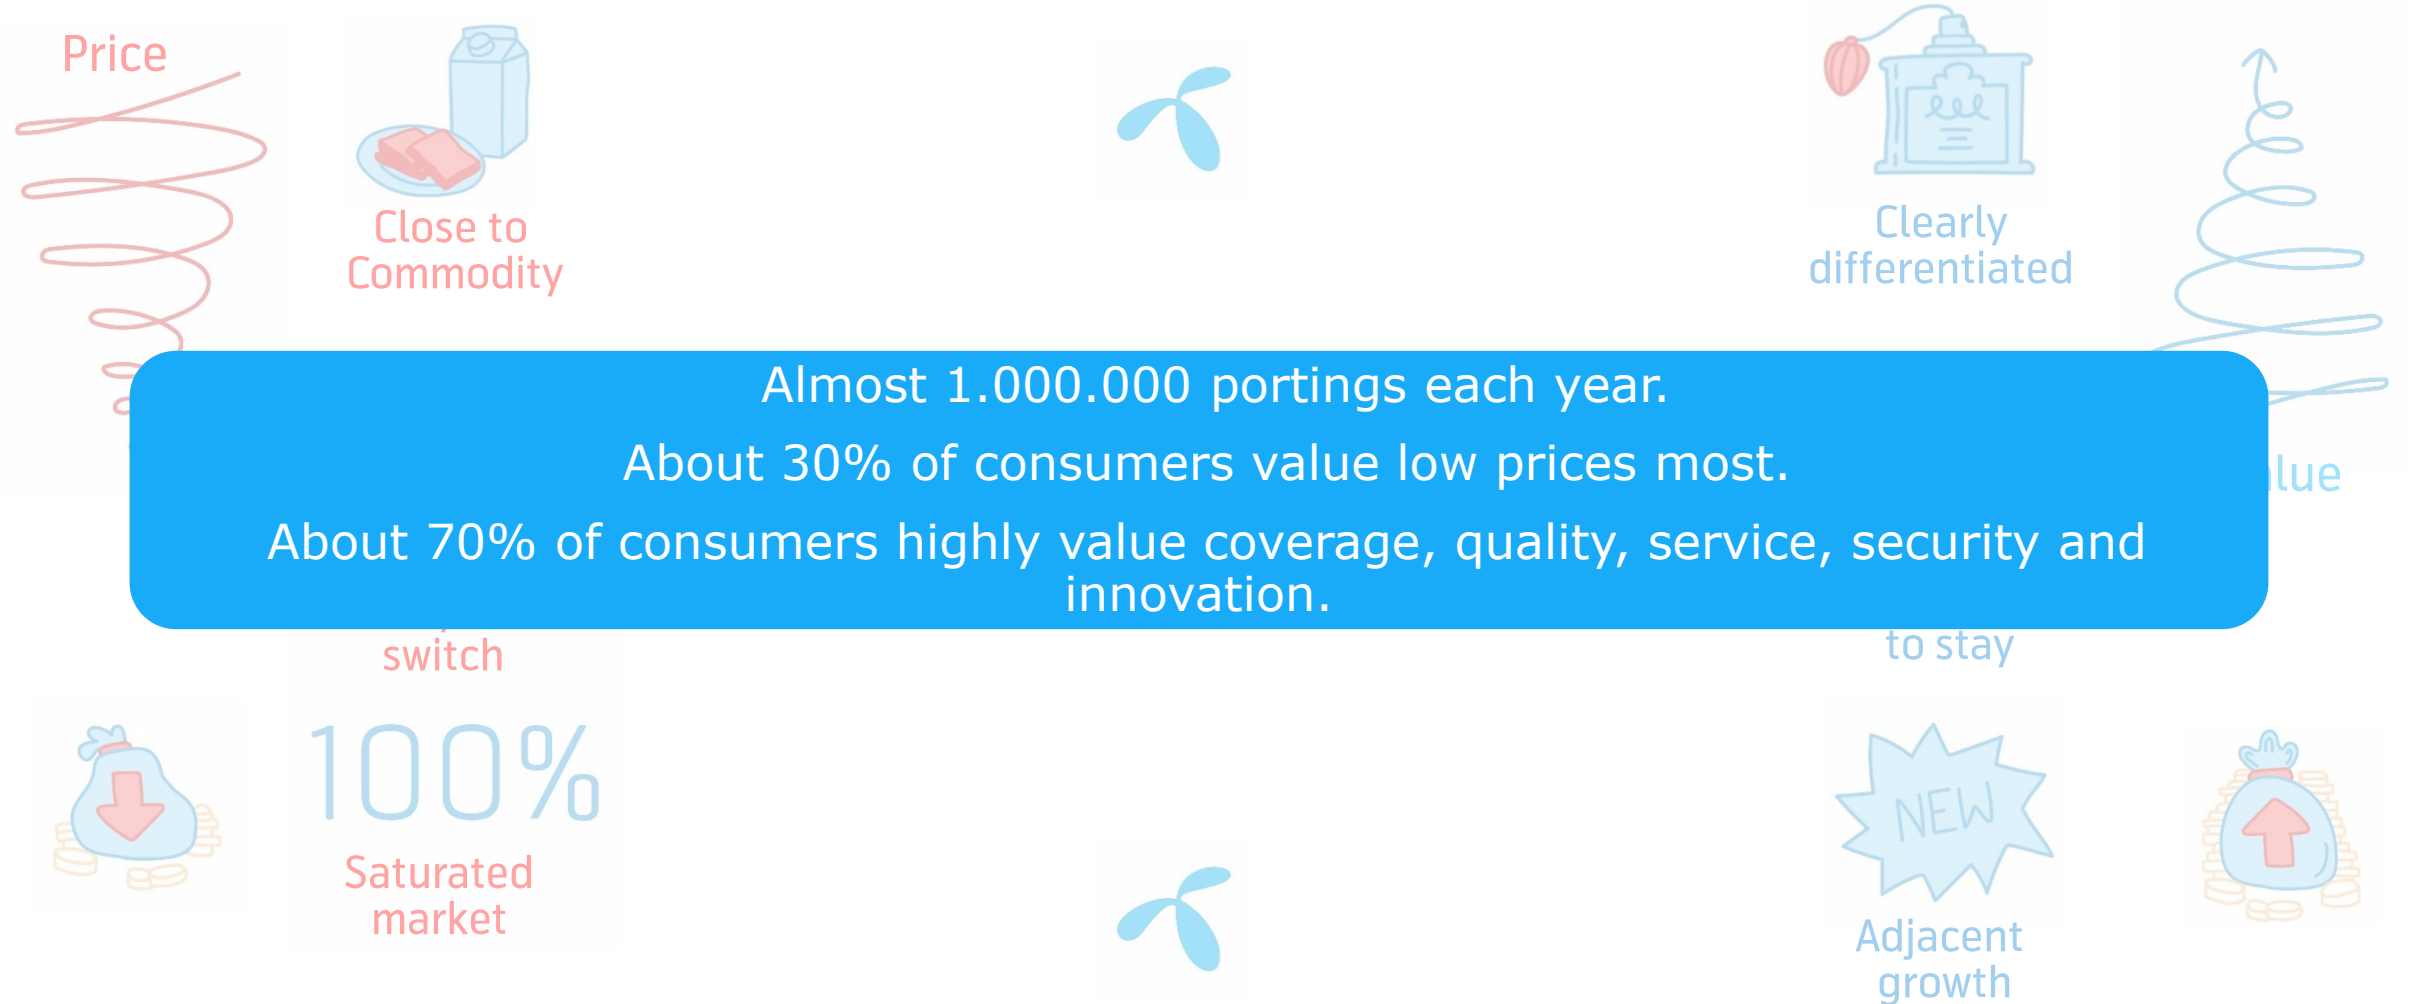 Price
Close to
Commodity
Clearly
differentiated
Almost 1.000.000 portings each year.
About 30% of consumers value low prices most.
About 70% of consumers highly value coverage, quality, service, security and
innovation.
switch
to stay
100%
Saturated
market
NEW
Adjacent
growth